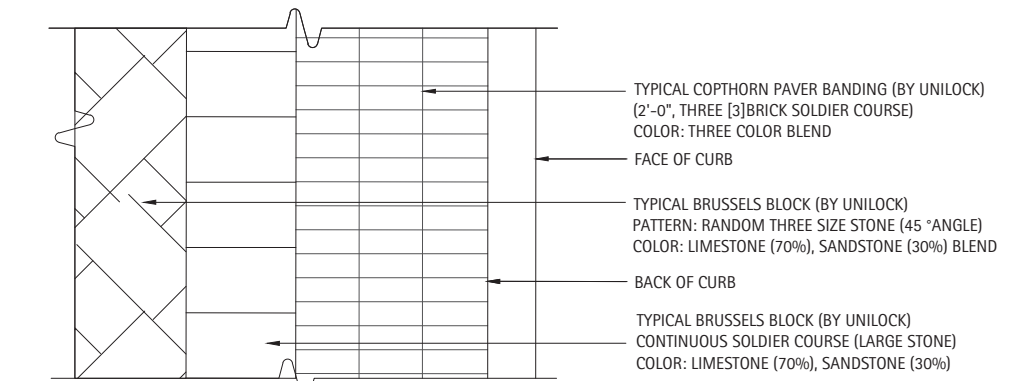 TYPICAL COPTHORN PAVER BANDING (BY UNILOCK)
(2'-0", THREE [3]BRICK SOLDIER COURSE)
COLOR: THREE COLOR BLEND
FACE OF CURB
TYPICAL BRUSSELS BLOCK (BY UNILOCK)
PATTERN: RANDOM THREE SIZE STONE (45 °ANGLE)
COLOR: LIMESTONE (70%), SANDSTONE (30%) BLEND
BACK OF CURB
TYPICAL BRUSSELS BLOCK (BY UNILOCK)
CONTINUOUS SOLDIER COURSE (LARGE STONE)
COLOR: LIMESTONE (70%), SANDSTONE (30%)